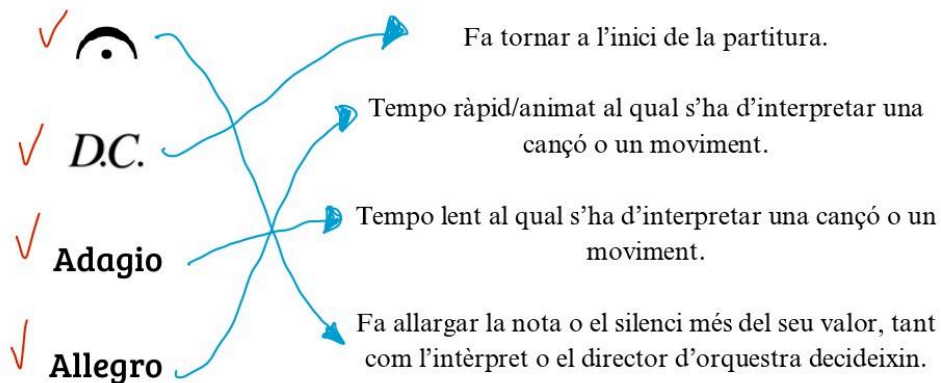 Fa tornar a l'inici de la partitura.
D.C.
Tempo ràpid/animat al qual s'ha d'interpretar una
cançó o un moviment.
Adagio
Tempo lent al qual s'ha d'interpretar una cançó o un
moviment.
Allegro
Fa allargar la nota o el silenci més del seu valor, tant
com l'intèrpret o el director d'orquestra decideixin.